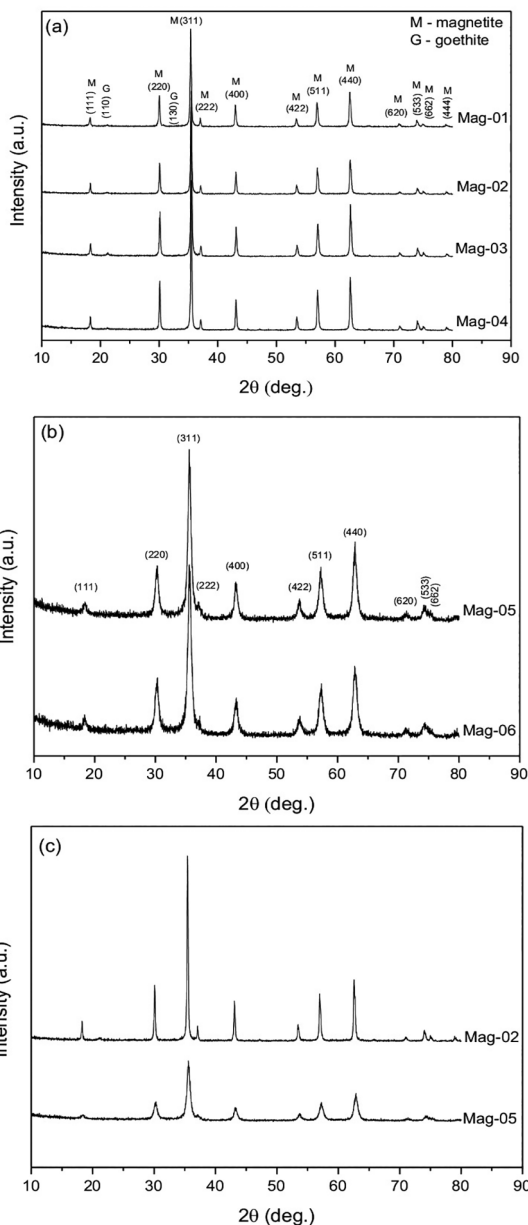 (a)
M - magnetite
G - goethite
M (311)
M
(111)
G
(110)
M
(220)
G
(130)
M
(222)
M
(400)
M
(422)
M
(511)
M
(440)
M
(620)
M
(533)
M
(662)
M
(444)
Mag-01
Mag-02
Mag-03
Mag-04
Intensity (a.u.)
10 20 30 40 50 60 70 80 90
2θ (deg.)
(b)
(311)
(111)
(220)
(222)
(400)
(422)
(511)
(440)
(620)
(533)
(662)
Mag-05
Mag-06
Intensity (a.u.)
10 20 30 40 50 60 70 80 90
2θ (deg.)
(c)
Mag-02
Mag-05
Intensity (a.u.)
10 20 30 40 50 60 70 80 90
2θ (deg.)